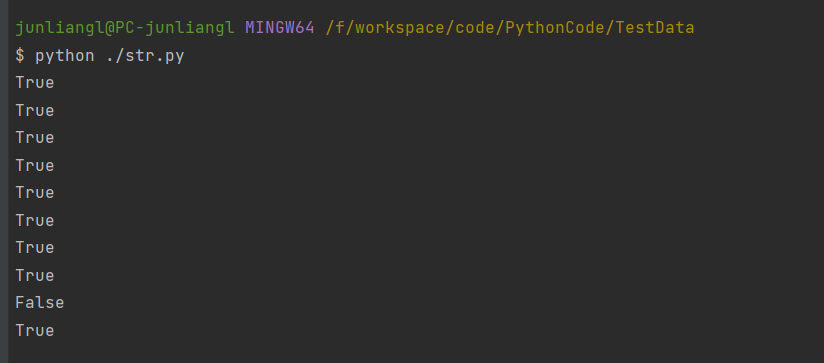 junliangl@PC-junliangl MINGW64 /f/workspace/code/PythonCode/TestData
$ python ./str.py
True
True
True
True
True
True
True
True
False
True